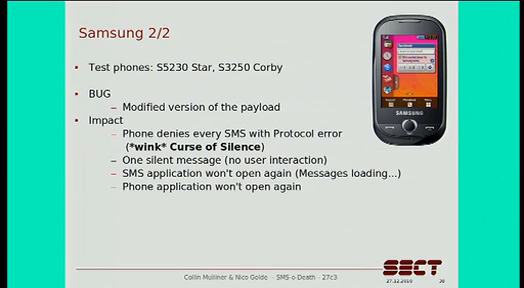 Samsung 2/2
Test phones: S5230 Star, S3250 Corby
BUG
– Modified version of the payload
Impact
– Phone denies every SMS with Protocol error
(*wink* Curse of Silence)
– One silent message (no user interaction)
– SMS application won't open again (Messages loading...)
– Phone application won't open again
SAMSUNG
Collin Mulliner & Nico Golde - SMS-o-Death - 27c3
SECT
27.12.2010